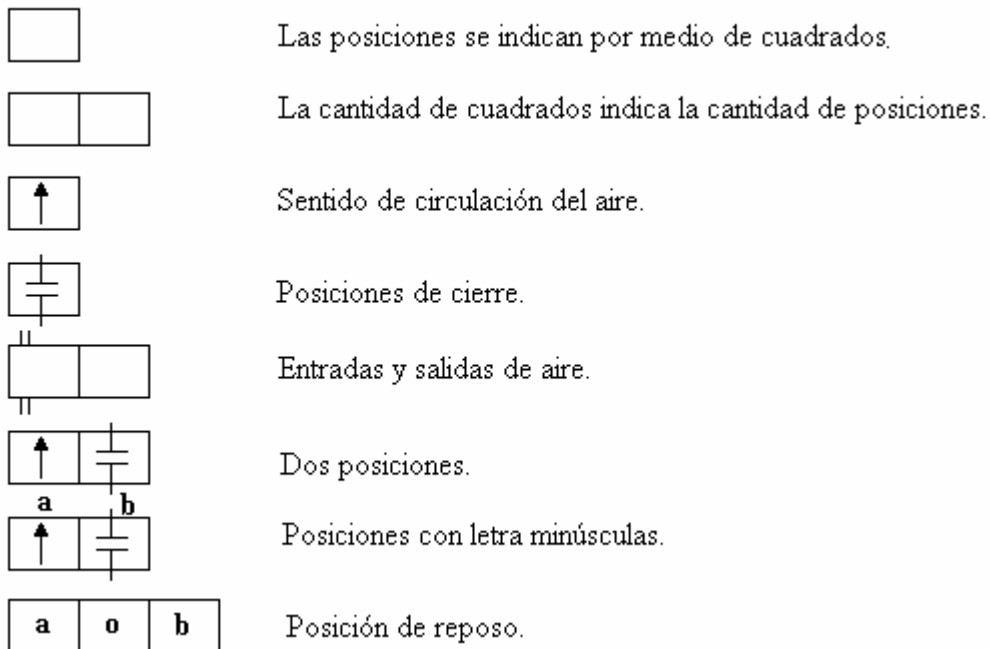 Las posiciones se indican por medio de cuadrados.
La cantidad de cuadrados indica la cantidad de posiciones.
Sentido de circulación del aire.
Posiciones de cierre.
Entradas y salidas de aire.
Dos posiciones.
a b
Posiciones con letra minúsculas.
a o b Posición de reposo.